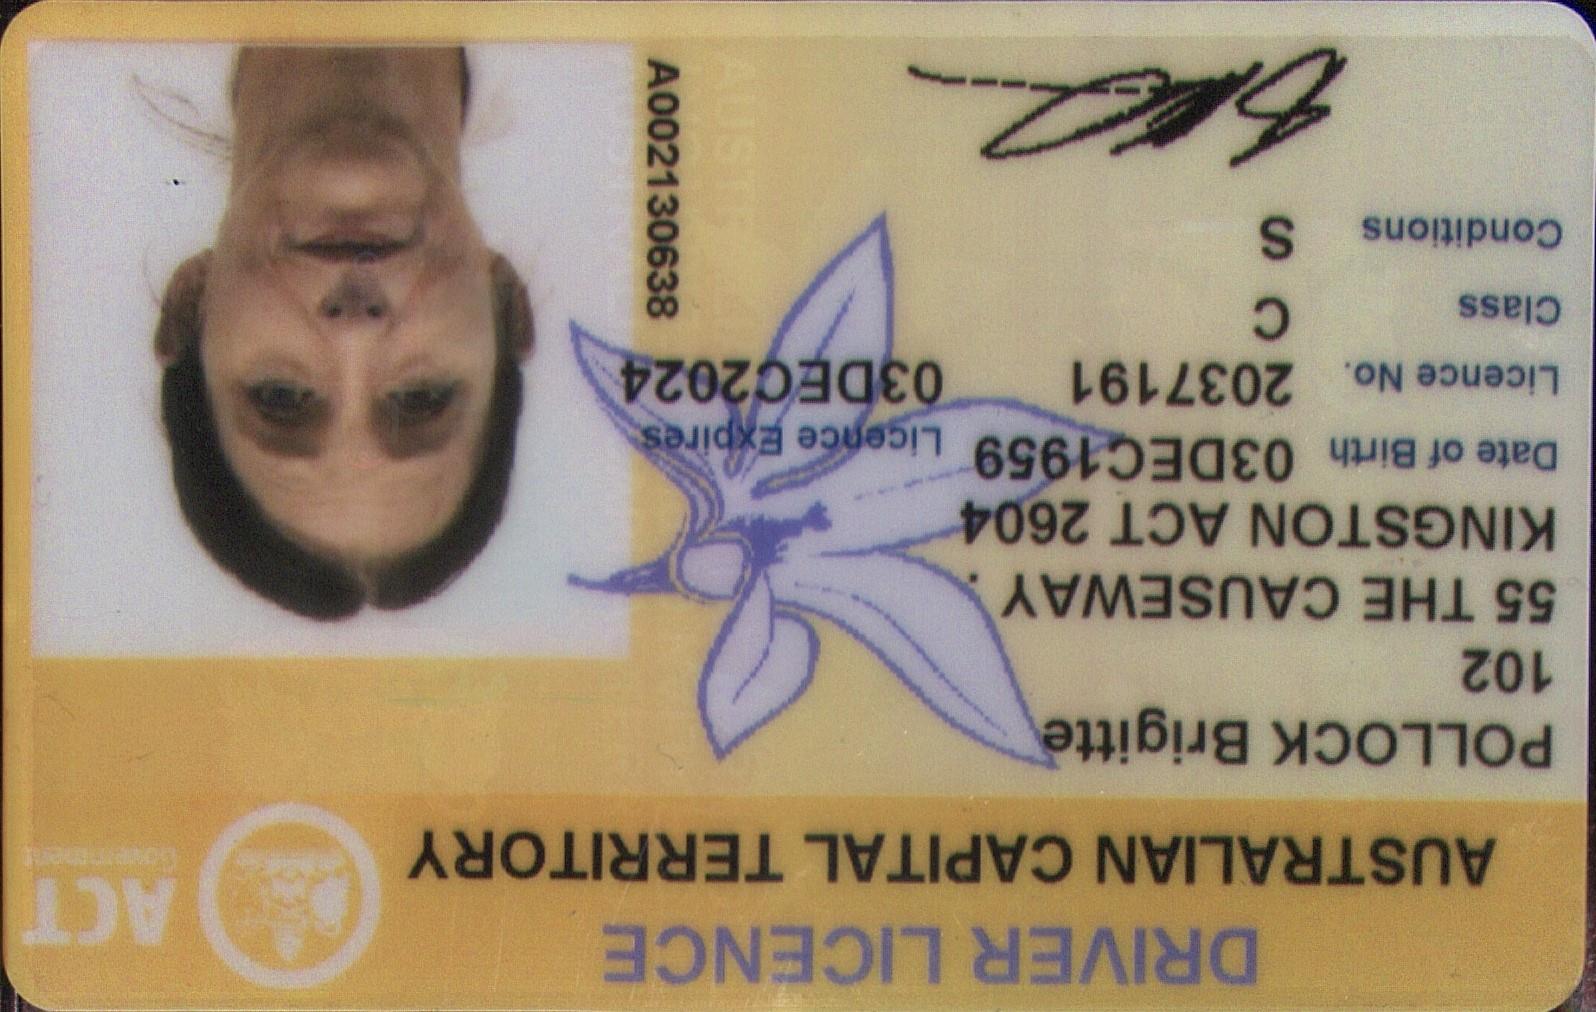 DRIVER LICENCE
AUSTRALIAN CAPITAL TERRITORY
ACT
Government
POLLOCK Brigitte
102
55 THE CAUSEWAY .
KINGSTON ACT 2604
Date of Birth 03DEC1959
Licence Expires
Licence No. 2037191
03DEC2024
Class C
Conditions S
A002130638